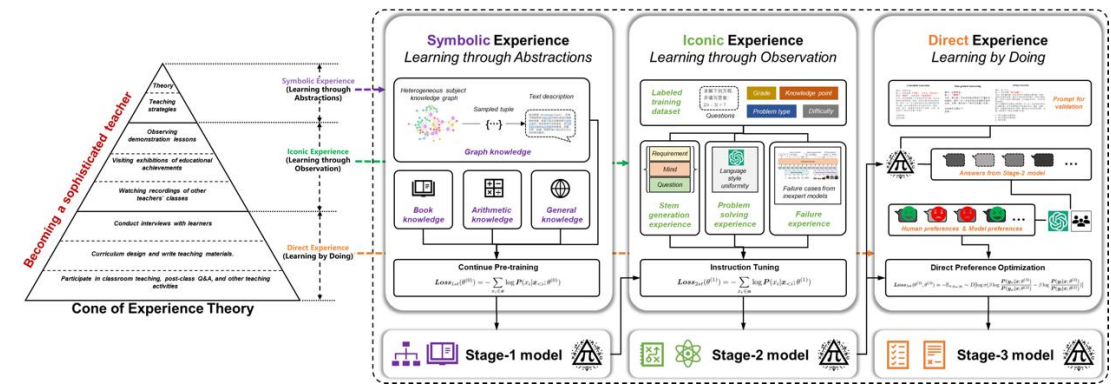 Becoming a sophisticated teacher
Theory
Teaching
strategies
Observing
demonstration lessons
Visiting exhibitions of educational
achievements
Watching recordings of other
teachers' classes
Conduct interviews with learners
Curriculum design and write teaching materials.
Participate in classroom teaching, post-class Q&A, and other teaching
activities
Cone of Experience Theory
Symbolic Experience
(Learning through
Abstractions)
Iconic Experience
(Learning through
Observation)
Direct Experience
(Learning by Doing)
Symbolic Experience
Learning through Abstractions
Heterogeneous subject
knowledge graph
Sampled tuple
{···}
Text description
Graph knowledge
Book
knowledge
Arithmetic
knowledge
General
knowledge
Continue Pre-training
Stage-1 model
Iconic Experience
Learning through Observation
Labeled
training
dataset
Questions
Grade
Knowledge point
Problem type
Difficulty
Requirement
Mind
Question
Stem
generation
experience
Language
style
uniformity
Problem
solving
experience
Failure cases from
inexpert models
Failure
experience
Instruction Tuning
Stage-2 model
Direct Experience
Learning by Doing
Prompt for
validation
Answers from Stage-2 model
Human preferences & Model preferences
Direct Preference Optimization
Stage-3 model